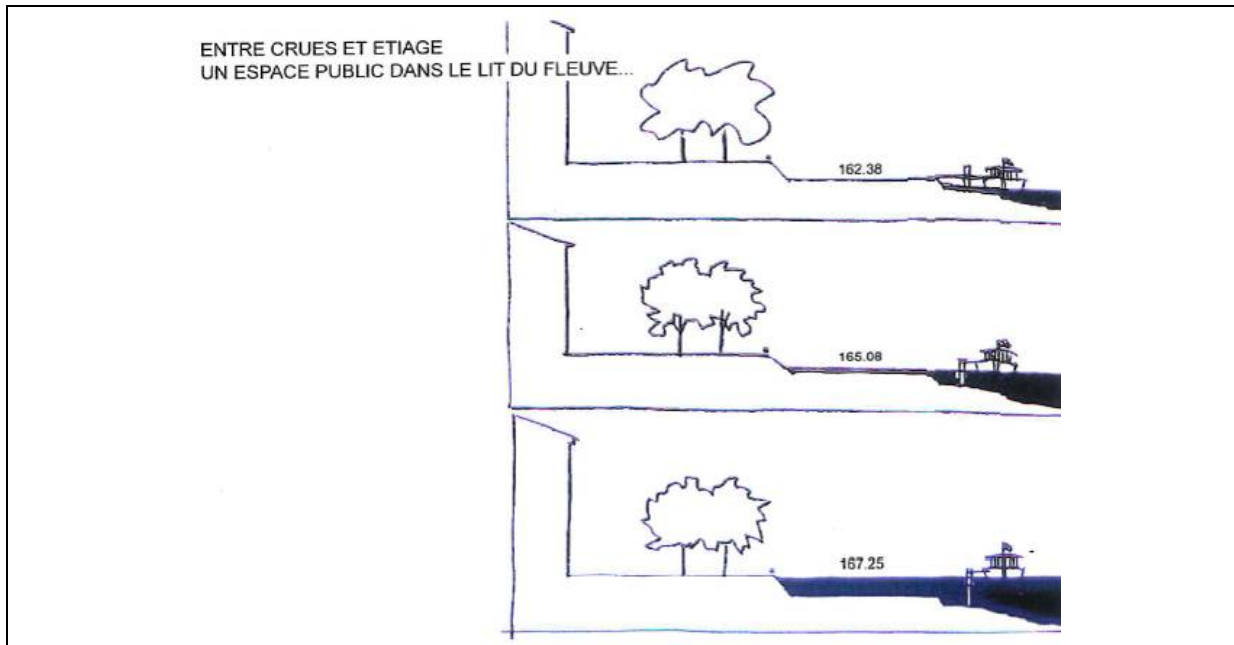 ENTRE CRUES ET ETIAGE
UN ESPACE PUBLIC DANS LE LIT DU FLEUVE...
162.38
165.08
167.25